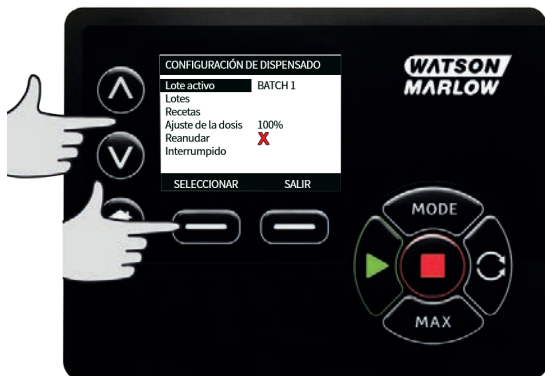 CONFIGURACIÓN DE DISPENSADO
Lote activo BATCH 1
Lotes
Recetas
Ajuste de la dosis 100%
Reanudar X
Interrumpido
SELECCIONAR SALIR
WATSON
MARLOW
MODE
MAX